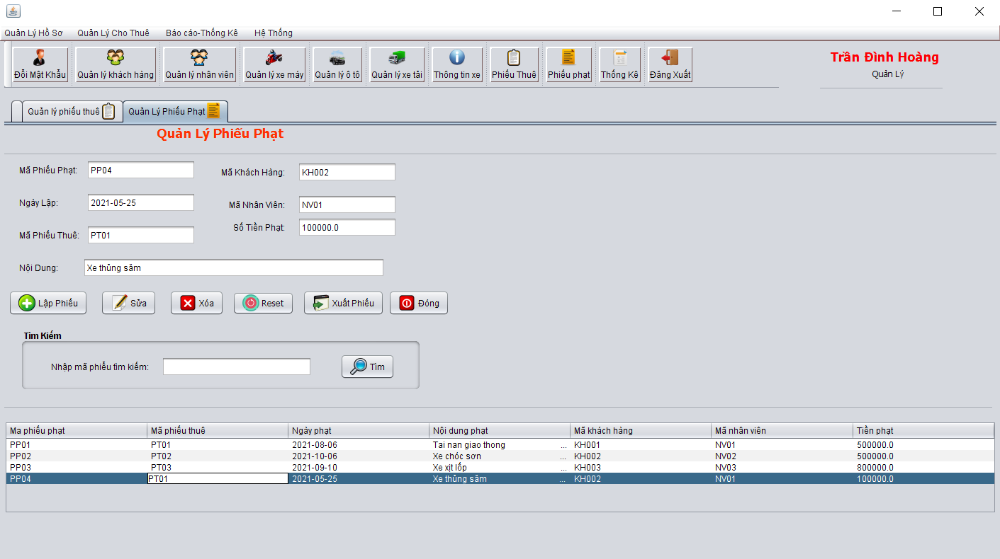 Quản Lý Hồ Sơ Quản Lý Cho Thuê Báo cáo-Thống Kê Hệ Thống
Đổi Mật Khẩu Quản lý khách hàng Quản lý nhân viên Quản lý xe máy Quản lý ô tô Quản lý xe tải Thông tin xe Phiếu Thuê Phiếu phạt Thống Kê Đăng Xuất
Trần Đình Hoàng
Quản Lý
Quản lý phiếu thuê Quản Lý Phiếu Phạt
Quản Lý Phiếu Phạt
Mã Phiếu Phạt: PP04 Mã Khách Hàng: KH002
Ngày Lập: 2021-05-25 Mã Nhân Viên: NV01
Số Tiền Phạt: 100000.0
Mã Phiếu Thuê: PT01
Nội Dung: Xe thủng săm
Lập Phiếu Sửa Xóa Reset Xuất Phiếu Đóng
Tìm Kiếm
Nhập mã phiếu tìm kiếm: Tìm
Ma phiếu phạt Mã phiếu thuê Ngày phạt Nội dung phạt Mã khách hàng Mã nhân viên Tiền phạt
PP01 PT01 2021-08-06 Tai nan giao thong ... KH001 NV01 500000.0
PP02 PT02 2021-10-06 Xe chóc sơn ... KH002 NV02 500000.0
PP03 PT03 2021-09-10 Xe xịt lốp ... KH003 NV03 800000.0
PP04 PT01 2021-05-25 Xe thủng săm ... KH002 NV01 100000.0